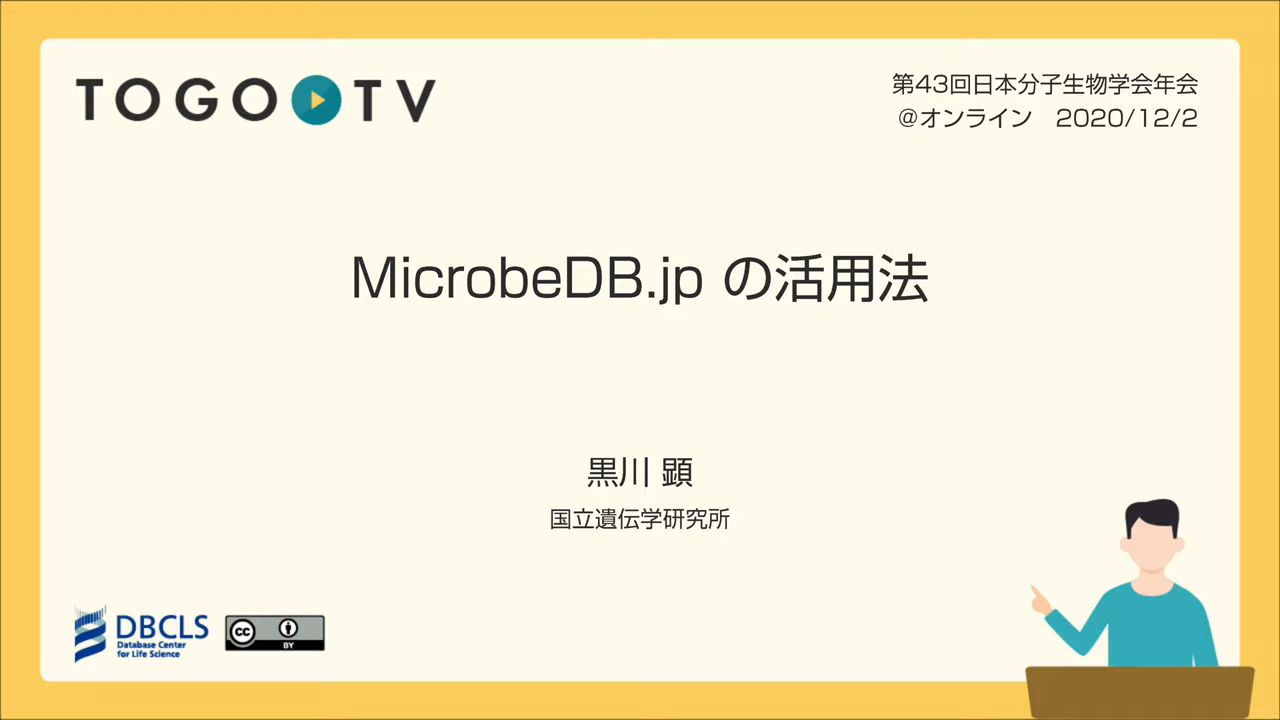 TOGO TV
第43回日本分子生物学会年会
@オンライン 2020/12/2
MicrobeDB.jp の活用法
黒川 顕
国立遺伝学研究所
DBCLS
Database Center
for Life Science
cc
BY